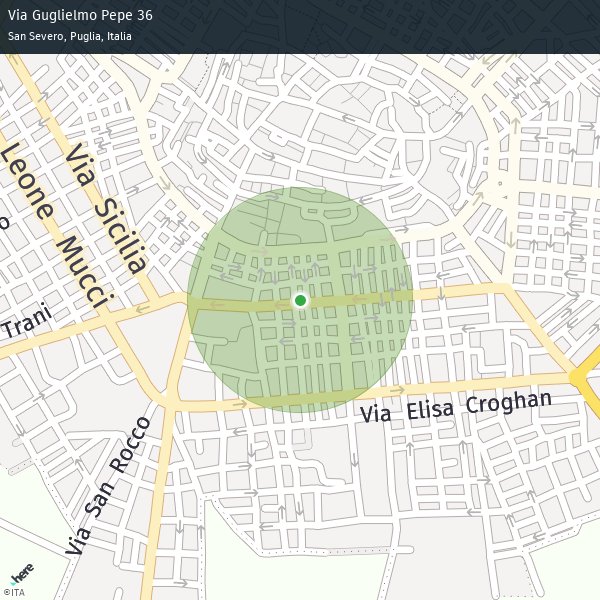 Via Guglielmo Pepe 36
San Severo, Puglia, Italia
Leone Mucci
Via Sicilia
o
Trani
Via Elisa Croghan
Via San Rocco
here
©ITA